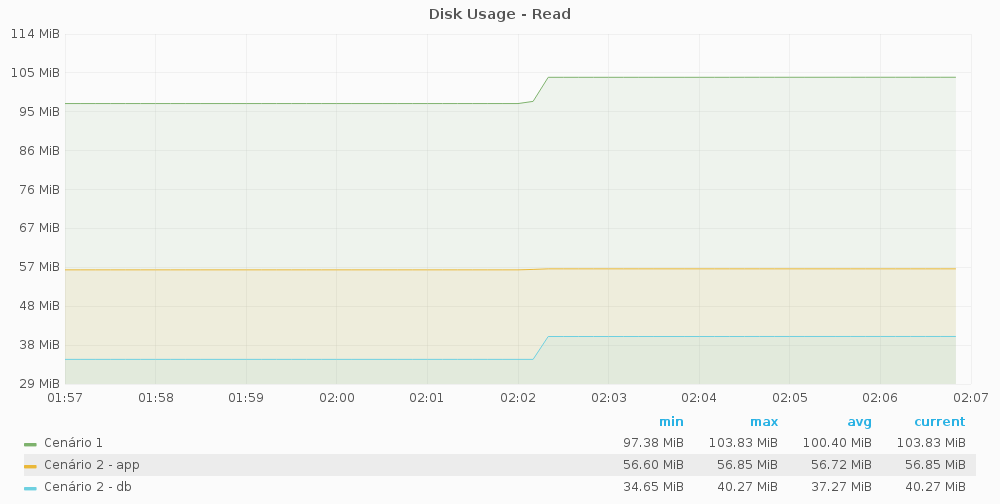 Disk Usage - Read
114 MiB
105 MiB
95 MiB
86 MiB
76 MiB
67 MiB
57 MiB
48 MiB
38 MiB
29 MiB
01:57 01:58 01:59 02:00 02:01 02:02 02:03 02:04 02:05 02:06 02:07
min max avg current
Cenário 1 97.38 MiB 103.83 MiB 100.40 MiB 103.83 MiB
Cenário 2 - app 56.60 MiB 56.85 MiB 56.72 MiB 56.85 MiB
Cenário 2 - db 34.65 MiB 40.27 MiB 37.27 MiB 40.27 MiB